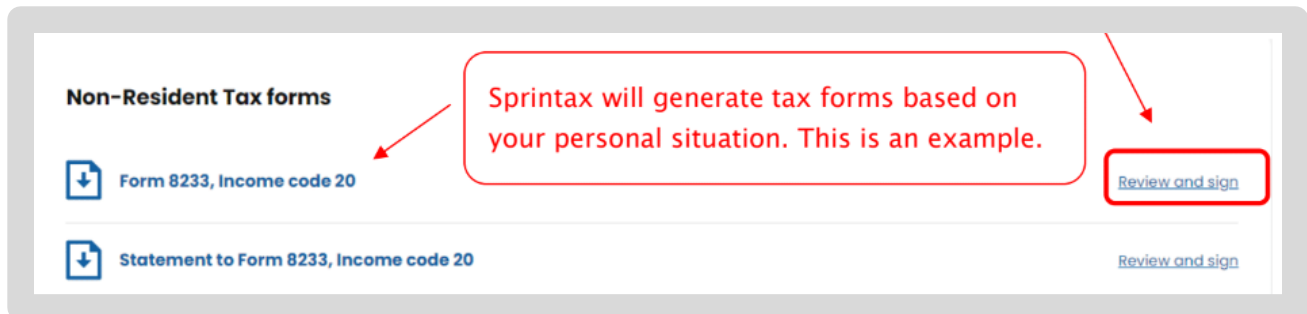 Non-Resident Tax forms
Sprintax will generate tax forms based on
your personal situation. This is an example.
Form 8233, Income code 20
Review and sign
Statement to Form 8233, Income code 20
Review and sign